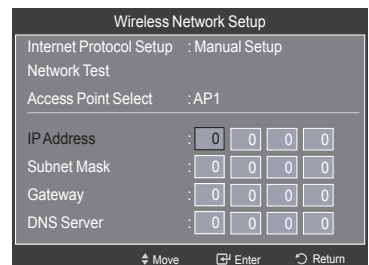 Wireless Network Setup
Internet Protocol Setup : Manual Setup
Network Test
Access Point Select : AP1
IP Address : 0 0 0 0
Subnet Mask : 0 0 0 0
Gateway : 0 0 0 0
DNS Server : 0 0 0 0
Move Enter Return